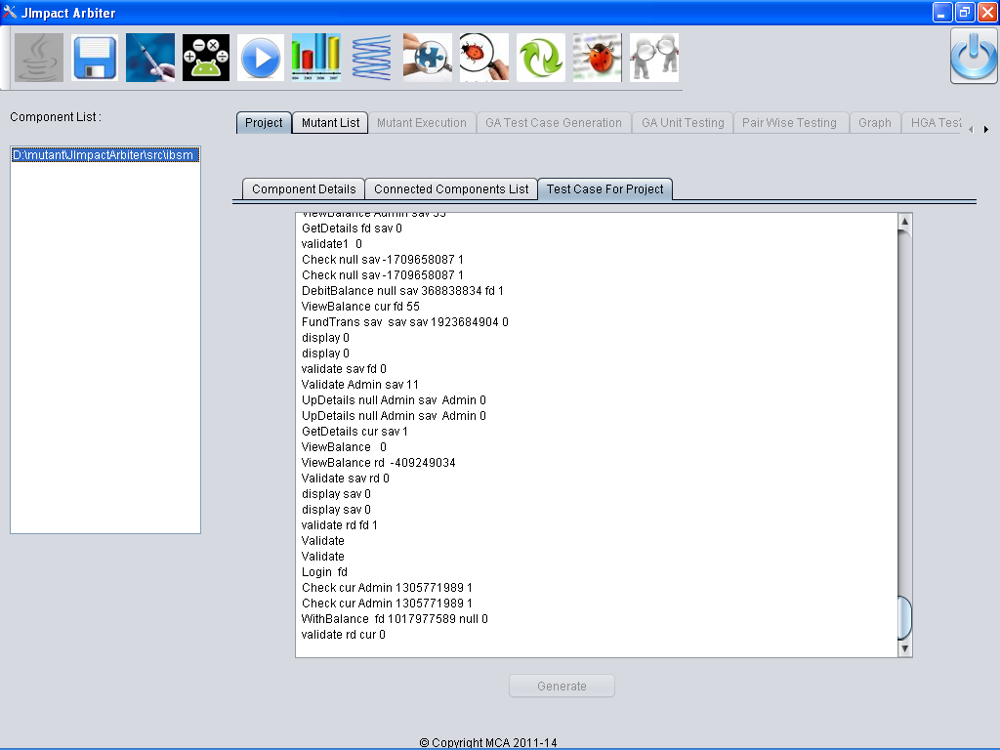 JImpact Arbiter
Component List :
Project
Mutant List
Mutant Execution
GA Test Case Generation
GA Unit Testing
Pair Wise Testing
Graph
HGA Test
D:\mutant\JImpactArbiter\src\ibsm
Component Details
Connected Components List
Test Case For Project
ViewBalance Admin sav 55
GetDetails fd sav 0
validate1  0
Check null sav -1709658087 1
Check null sav -1709658087 1
DebitBalance null sav 368838834 fd 1
ViewBalance cur fd 55
FundTrans sav  sav sav 1923684904 0
display 0
display 0
validate sav fd 0
Validate Admin sav 11
UpDetails null Admin sav  Admin 0
UpDetails null Admin sav  Admin 0
GetDetails cur sav 1
ViewBalance   0
ViewBalance rd  -409249034
Validate sav rd 0
display sav 0
display sav 0
validate rd fd 1
Validate
Validate
Login  fd
Check cur Admin 1305771989 1
Check cur Admin 1305771989 1
WithBalance  fd 1017977589 null 0
validate rd cur 0
Generate
© Copyright MCA 2011-14